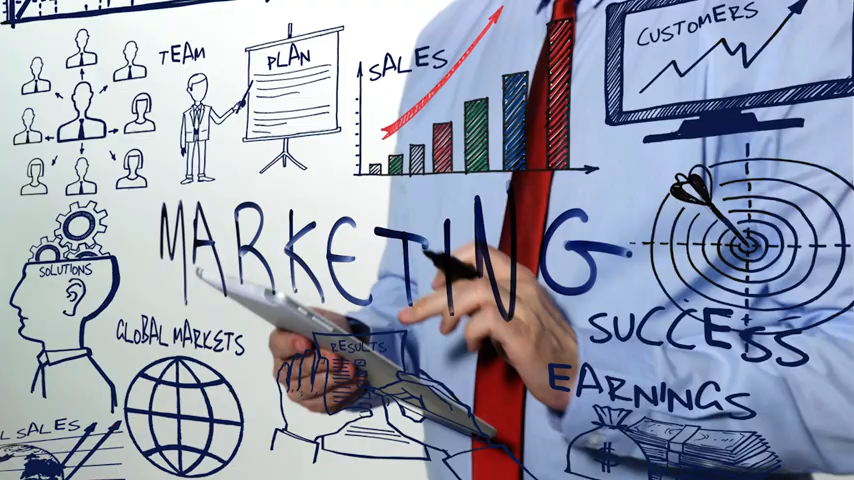 TEAM
PLAN
SALES
CUSTOMERS
MARKETING
SOLUTIONS
GLOBAL MARKETS
RESULTS
SUCCESS
EARNINGS
L SALES
$